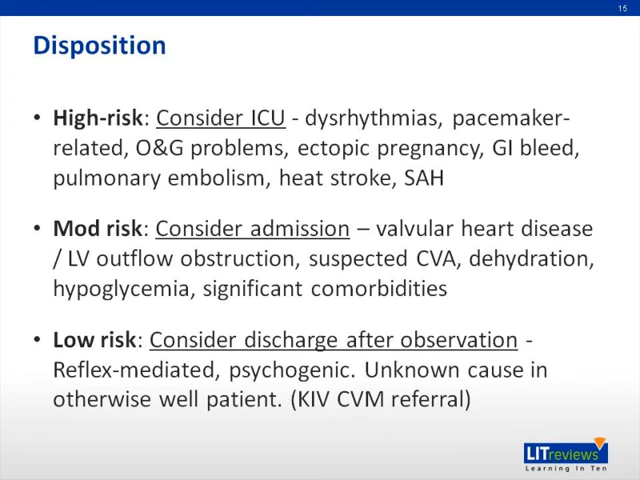 15
Disposition
• High-risk: Consider ICU - dysrhythmias, pacemaker-
related, O&G problems, ectopic pregnancy, GI bleed,
pulmonary embolism, heat stroke, SAH
• Mod risk: Consider admission – valvular heart disease
/ LV outflow obstruction, suspected CVA, dehydration,
hypoglycemia, significant comorbidities
• Low risk: Consider discharge after observation -
Reflex-mediated, psychogenic. Unknown cause in
otherwise well patient. (KIV CVM referral)
LITreviews
Learning In Ten